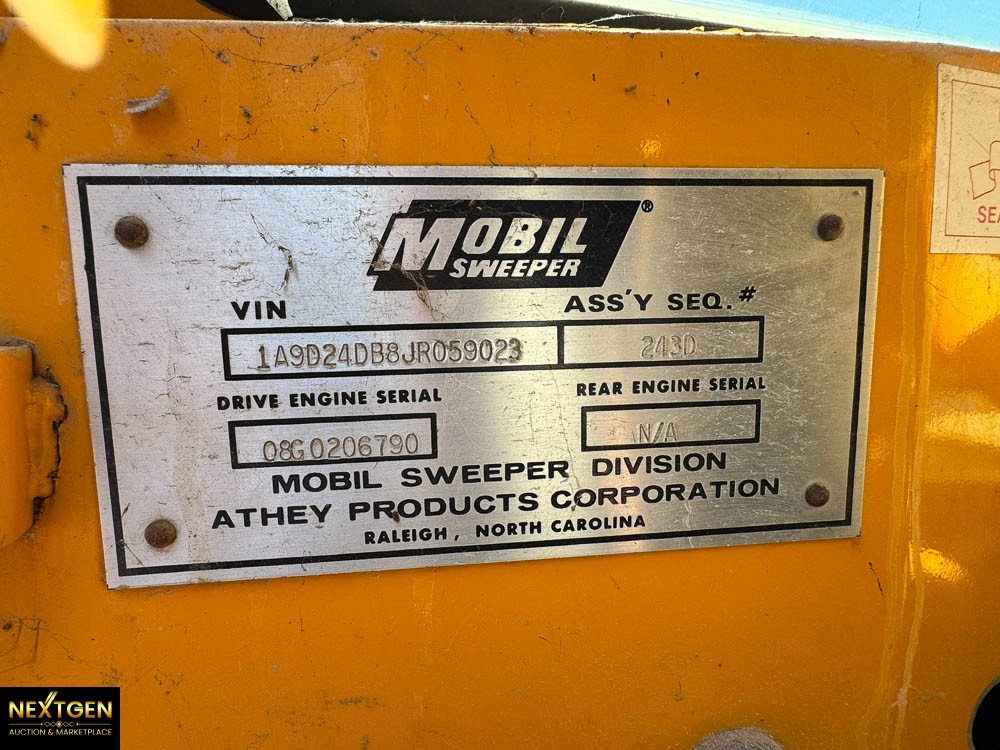 MOBIL®
SWEEPER
VIN
ASS'Y SEQ.#
1A9D24DB8JR059023
243D
DRIVE ENGINE SERIAL
REAR ENGINE SERIAL
08G0206790
N/A
MOBIL SWEEPER DIVISION
ATHEY PRODUCTS CORPORATION
RALEIGH, NORTH CAROLINA
NEXTGEN
AUCTION & MARKETPLACE